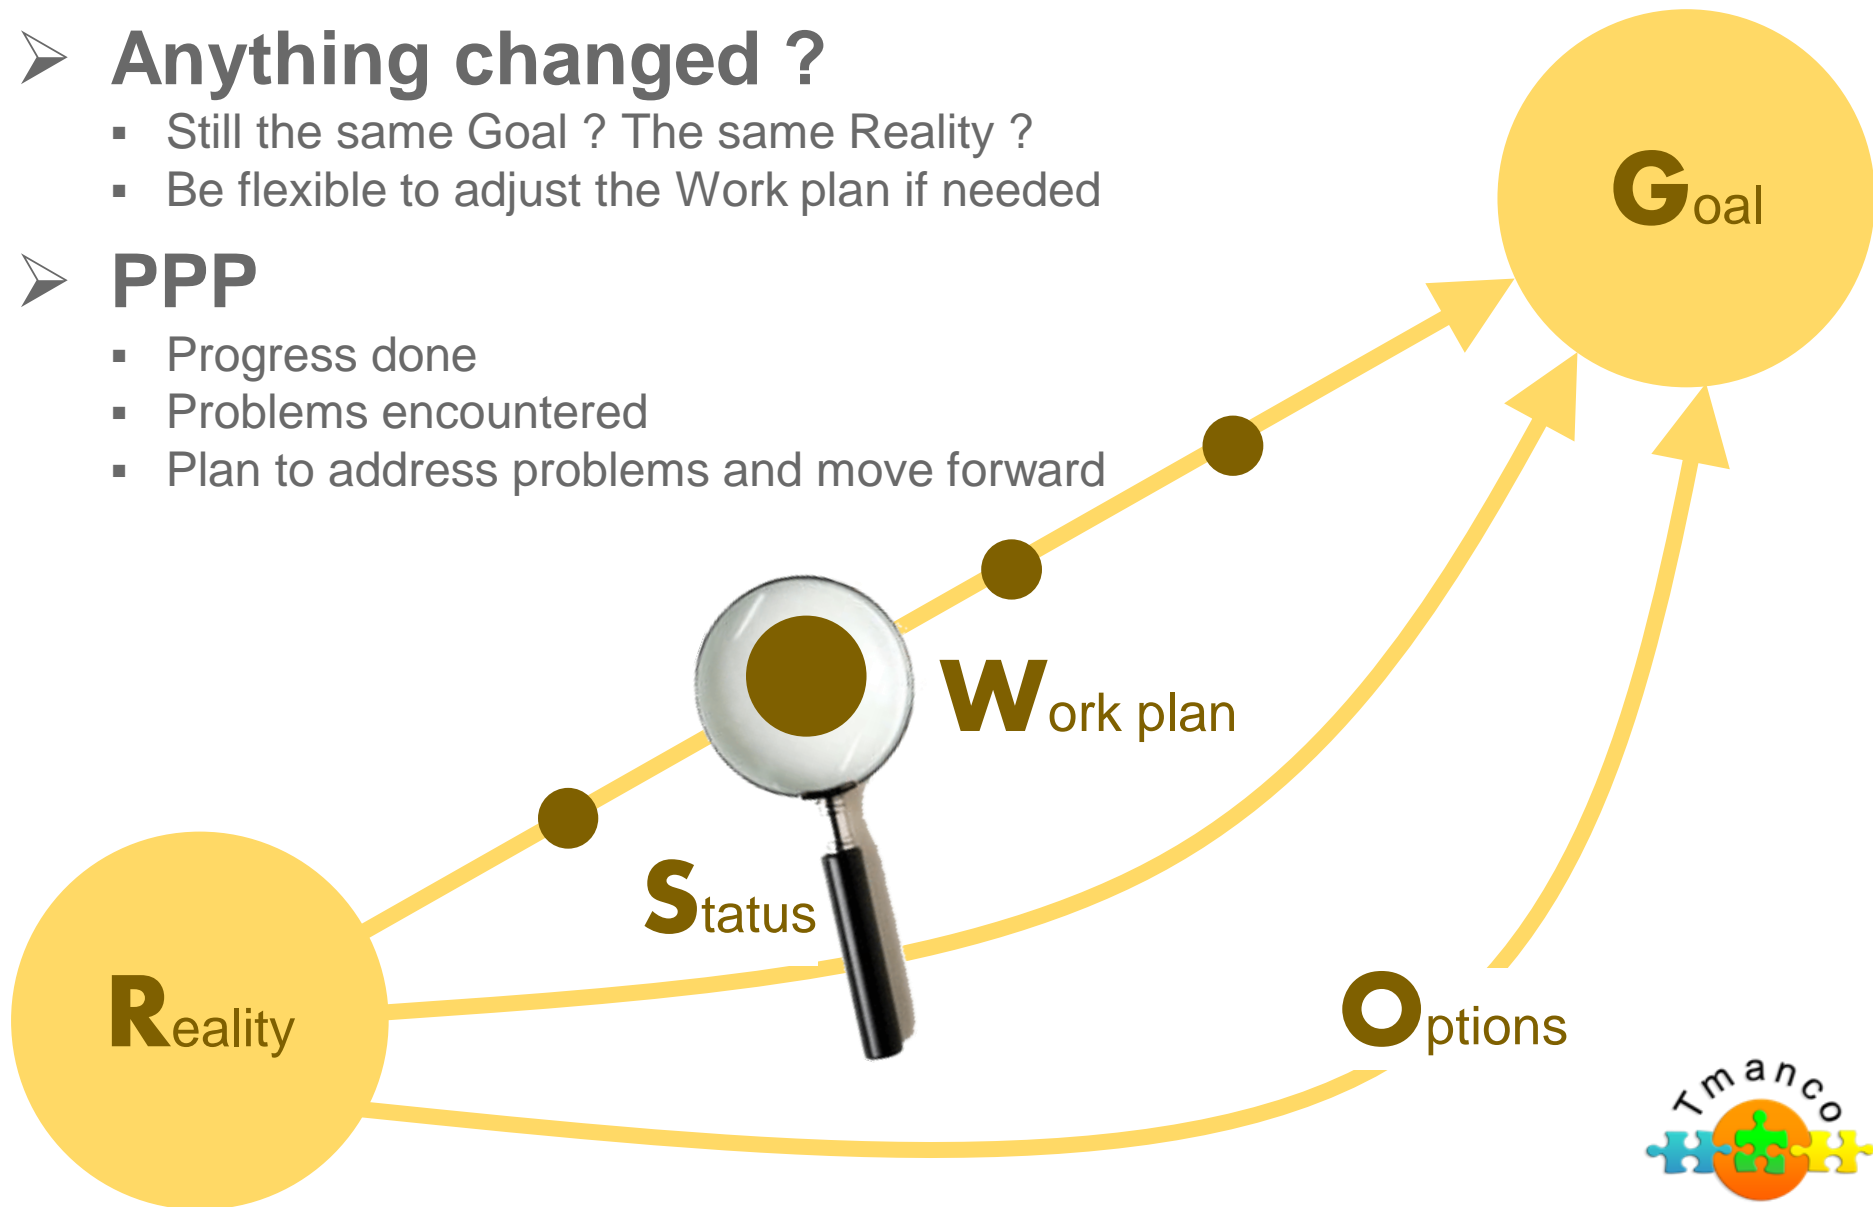 Anything changed ?
Still the same Goal ? The same Reality ?
Be flexible to adjust the Work plan if needed
PPP
Progress done
Problems encountered
Plan to address problems and move forward
Goal
Work plan
Status
Reality
Options
Tmanco